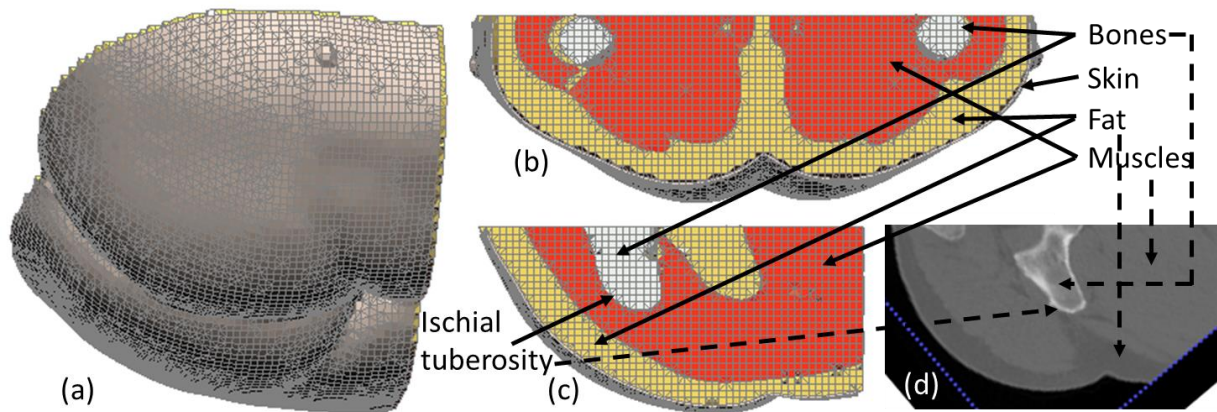 Bones
Skin
Fat
Muscles
(b)
Ischial
tuberosity
(a)
(c)
(d)